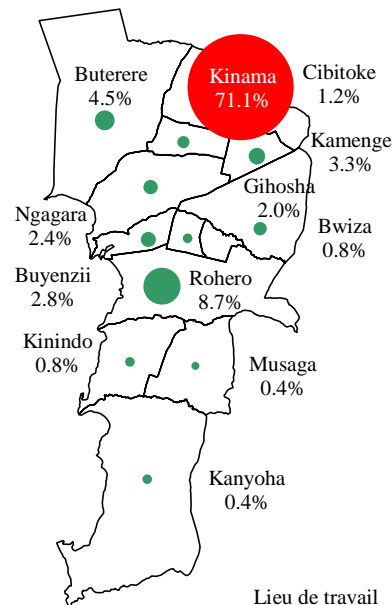 Buterere
4.5%
Kinama
71.1%
Cibitoke
1.2%
Kamenge
3.3%
Gihosha
2.0%
Ngagara
2.4%
Bwiza
0.8%
Buyenzii
2.8%
Rohero
8.7%
Kinindo
0.8%
Musaga
0.4%
Kanyoha
0.4%
Lieu de travail